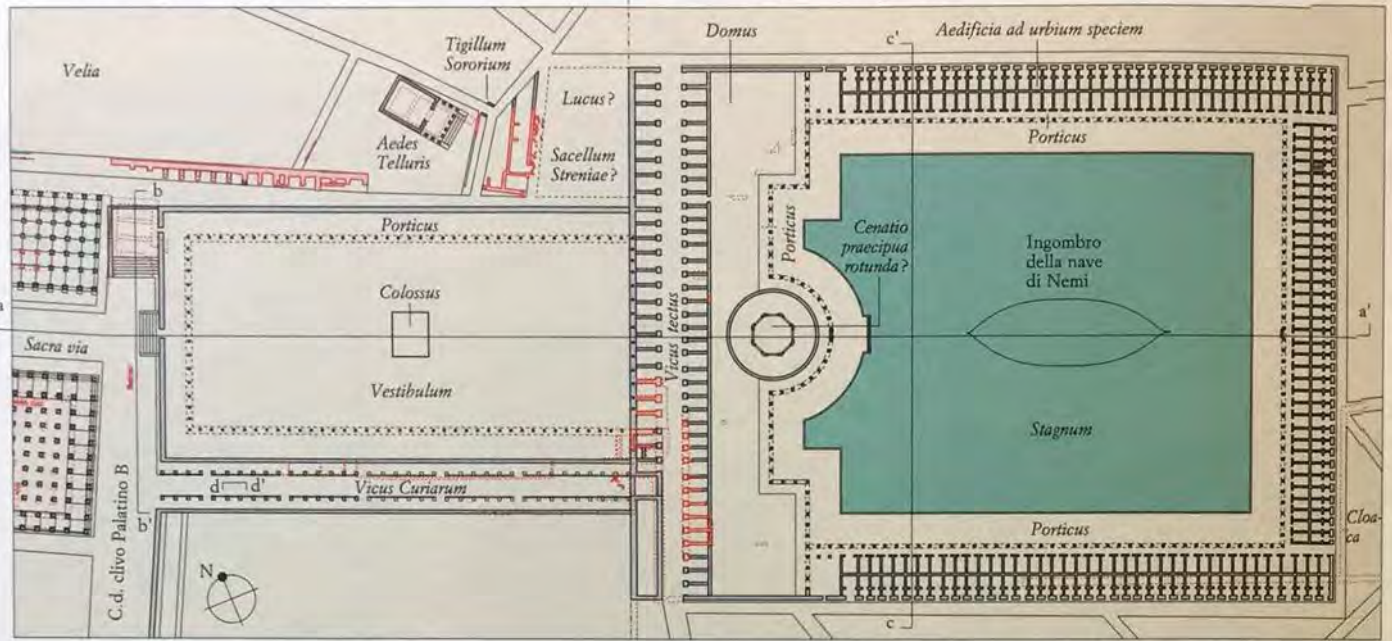 Velia
Tigillum
Sororium
Lucus ?
Aedes
Telluris
Sacellum
Streniae ?
Domus
c'
Aedificia ad urbium speciem
Porticus
b
Porticus
Porticus
Cenatio
praecipua
rotunda ?
Ingombro
della nave
di Nemi
Colossus
Vicus tectus
a
a'
Sacra via
Vestibulum
Stagnum
d
d'
Vicus Curiarum
b'
C.d. clivo Palatino B
Porticus
Cloa-
ca
N
c